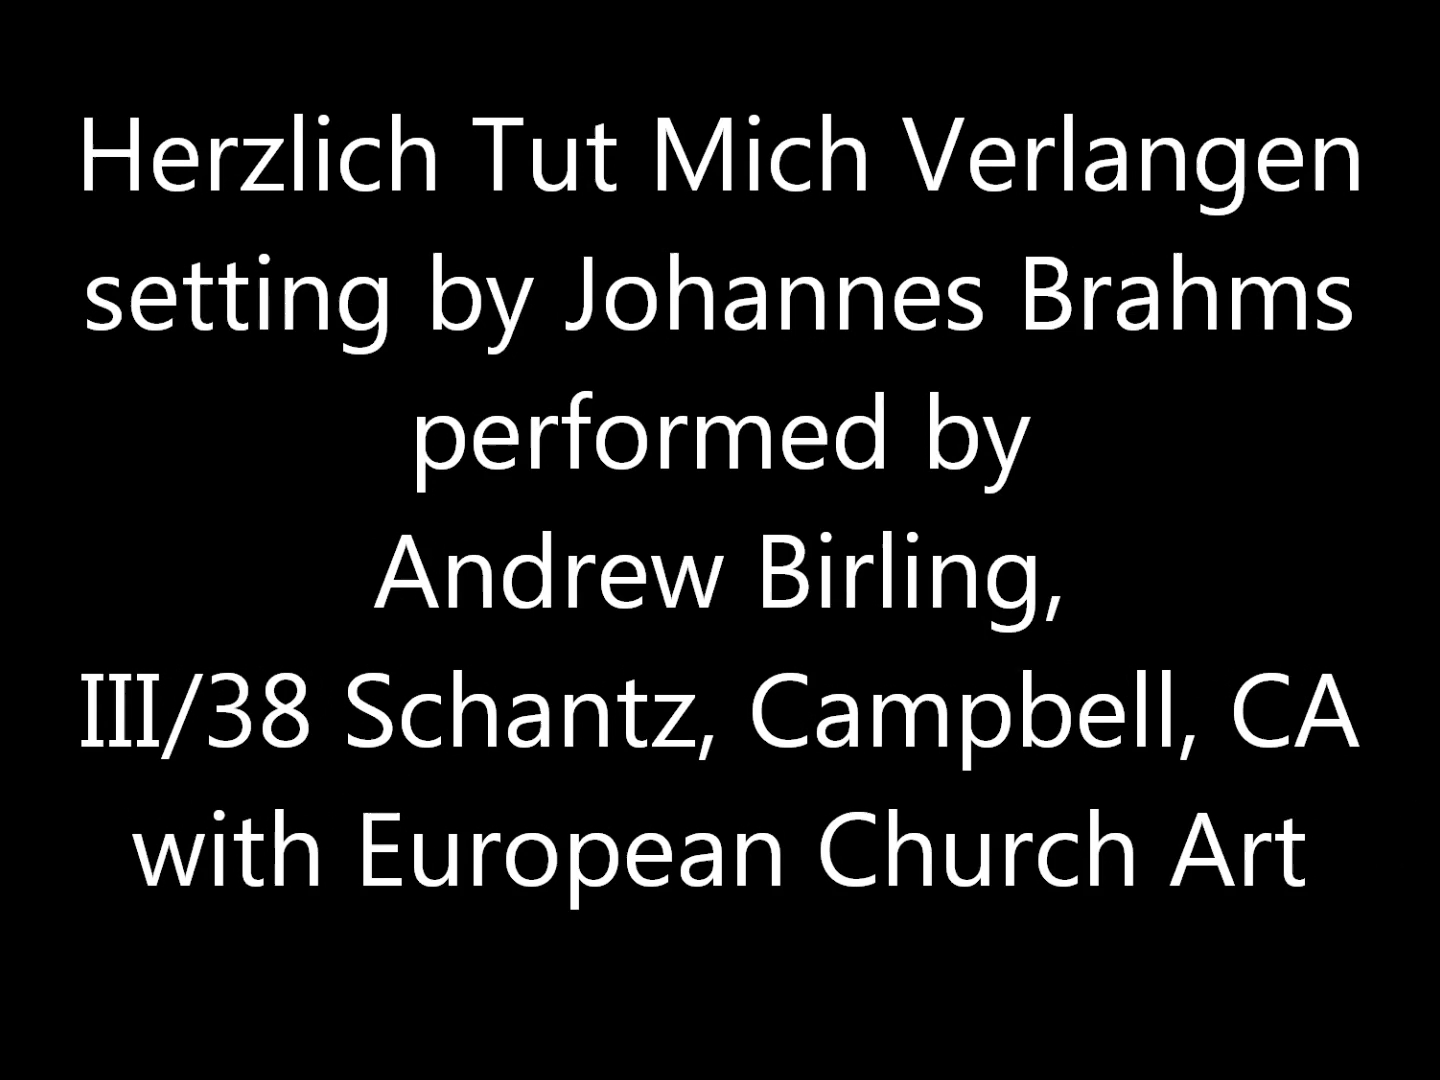 Herzlich Tut Mich Verlangen
setting by Johannes Brahms
performed by
Andrew Birling,
III/38 Schantz, Campbell, CA
with European Church Art